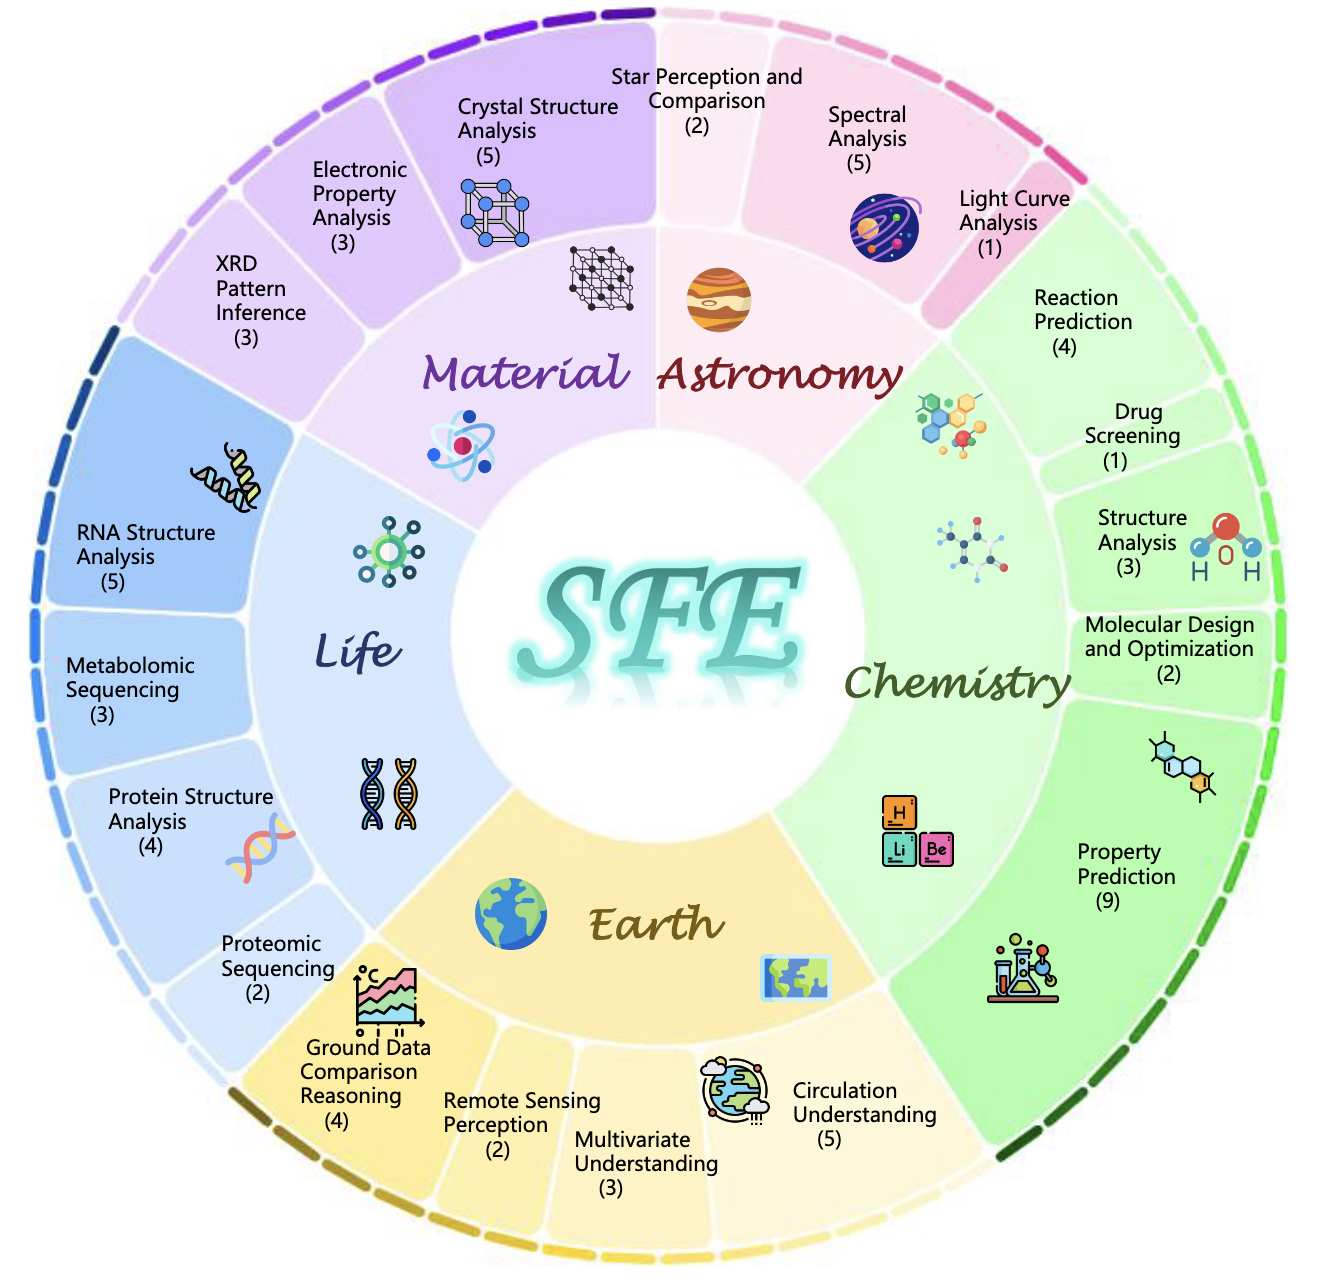 Star Perception and
Comparison
(2)
Spectral
Analysis
(5)
Light Curve
Analysis
(1)
Astronomy
Reaction
Prediction
(4)
Drug
Screening
(1)
Structure
Analysis
(3)
O
H
H
Molecular Design
and Optimization
(2)
Property
Prediction
(9)
Chemistry
H
Li
Be
Circulation
Understanding
(5)
Multivariate
Understanding
(3)
Remote Sensing
Perception
(2)
°C
Ground Data
Comparison
Reasoning
(4)
Earth
Proteomic
Sequencing
(2)
Protein Structure
Analysis
(4)
Metabolomic
Sequencing
(3)
RNA Structure
Analysis
(5)
Life
XRD
Pattern
Inference
(3)
Electronic
Property
Analysis
(3)
Crystal Structure
Analysis
(5)
Material
SFE